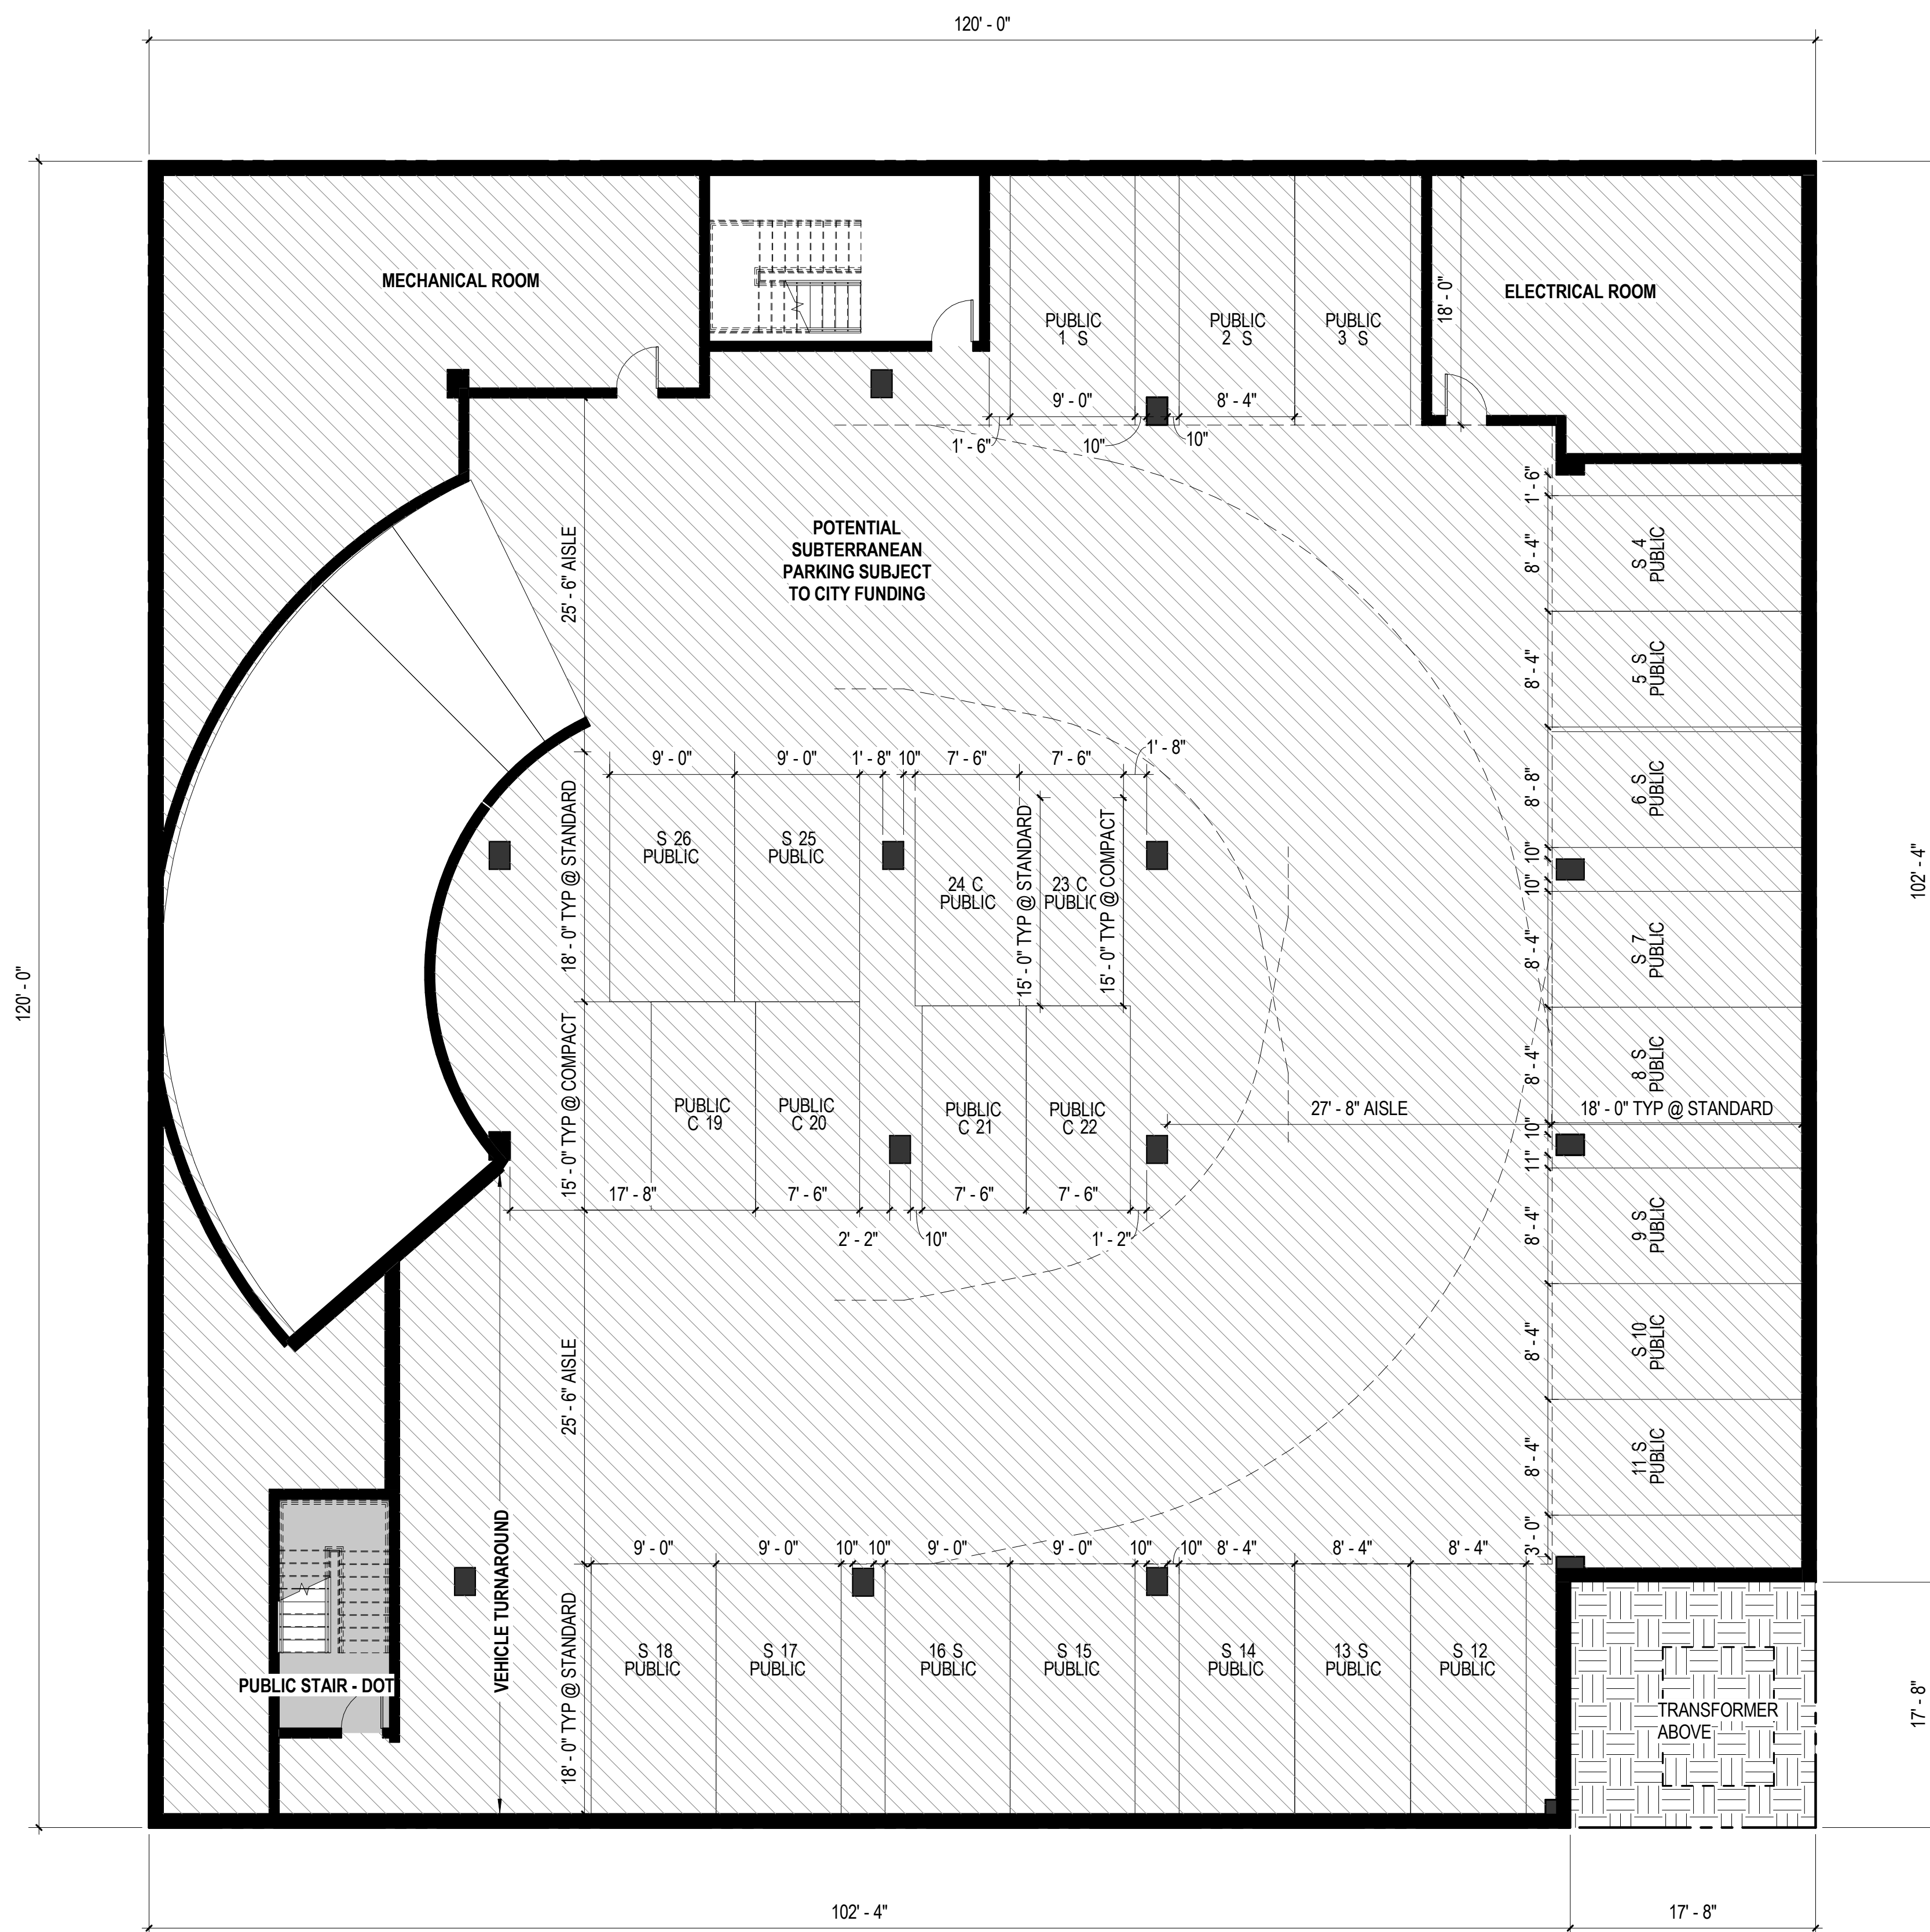 120' - 0"
MECHANICAL ROOM
ELECTRICAL ROOM
18' - 0"
PUBLIC
1 S
PUBLIC
2 S
PUBLIC
3 S
9' - 0"
8' - 4"
1' - 6"
10"
10"
1' - 6"
POTENTIAL
SUBTERRANEAN
PARKING SUBJECT
TO CITY FUNDING
25' - 6" AISLE
8' - 4"
S 4
PUBLIC
8' - 4"
5 S
PUBLIC
9' - 0"
9' - 0"
1' - 8"
10"
7' - 6"
7' - 6"
1' - 8"
8' - 8"
6 S
PUBLIC
18' - 0" TYP @ STANDARD
S 26
PUBLIC
S 25
PUBLIC
24 C
PUBLIC
15' - 0" TYP @ STANDARD
23 C
PUBLIC
15' - 0" TYP @ COMPACT
10"
10"
102' - 4"
8' - 4"
S 7
PUBLIC
120' - 0"
8' - 4"
8 S
PUBLIC
15' - 0" TYP @ COMPACT
PUBLIC
C 19
PUBLIC
C 20
PUBLIC
C 21
PUBLIC
C 22
27' - 8" AISLE
18' - 0" TYP @ STANDARD
10"
11"
17' - 8"
7' - 6"
7' - 6"
7' - 6"
2' - 2"
10"
1' - 2"
8' - 4"
9 S
PUBLIC
8' - 4"
S 10
PUBLIC
25' - 6" AISLE
8' - 4"
11 S
PUBLIC
3' - 0"
VEHICLE TURNAROUND
9' - 0"
9' - 0"
10"
10"
9' - 0"
9' - 0"
10"
10"
8' - 4"
8' - 4"
8' - 4"
18' - 0" TYP @ STANDARD
S 18
PUBLIC
S 17
PUBLIC
16 S
PUBLIC
S 15
PUBLIC
S 14
PUBLIC
13 S
PUBLIC
S 12
PUBLIC
PUBLIC STAIR - DOT
TRANSFORMER
ABOVE
17' - 8"
102' - 4"
17' - 8"